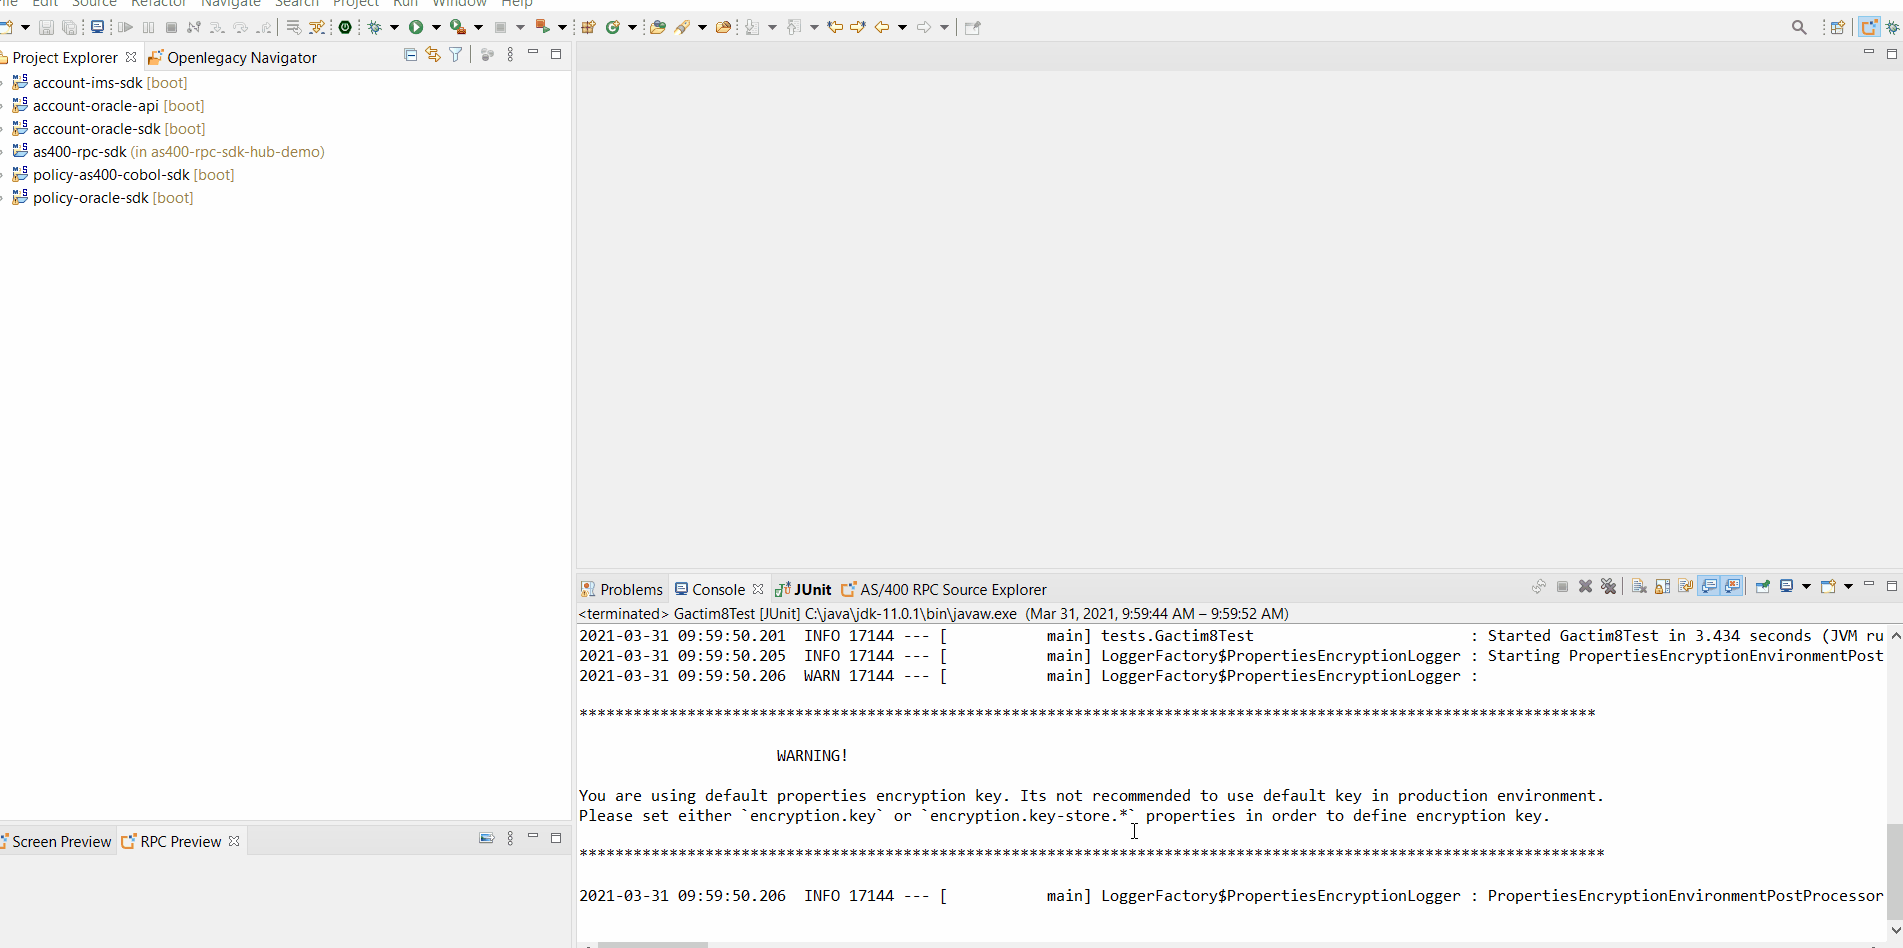 File Edit Source Refactor Navigate Search Project Run Window Help
Project Explorer
Openlegacy Navigator
account-ims-sdk [boot]
account-oracle-api [boot]
account-oracle-sdk [boot]
as400-rpc-sdk (in as400-rpc-sdk-hub-demo)
policy-as400-cobol-sdk [boot]
policy-oracle-sdk [boot]
Screen Preview
RPC Preview
Problems
Console
JUnit
AS/400 RPC Source Explorer
<terminated> Gactim8Test [JUnit] C:\java\jdk-11.0.1\bin\javaw.exe (Mar 31, 2021, 9:59:44 AM – 9:59:52 AM)
2021-03-31 09:59:50.201  INFO 17144 --- [           main] tests.Gactim8Test                        : Started Gactim8Test in 3.434 seconds (JVM ru
2021-03-31 09:59:50.205  INFO 17144 --- [           main] LoggerFactory$PropertiesEncryptionLogger : Starting PropertiesEncryptionEnvironmentPost
2021-03-31 09:59:50.206  WARN 17144 --- [           main] LoggerFactory$PropertiesEncryptionLogger :
*****************************************************************************************************************
WARNING!
You are using default properties encryption key. Its not recommended to use default key in production environment.
Please set either `encryption.key` or `encryption.key-store.*` properties in order to define encryption key.
******************************************************************************************************************
2021-03-31 09:59:50.206  INFO 17144 --- [           main] LoggerFactory$PropertiesEncryptionLogger : PropertiesEncryptionEnvironmentPostProcessor